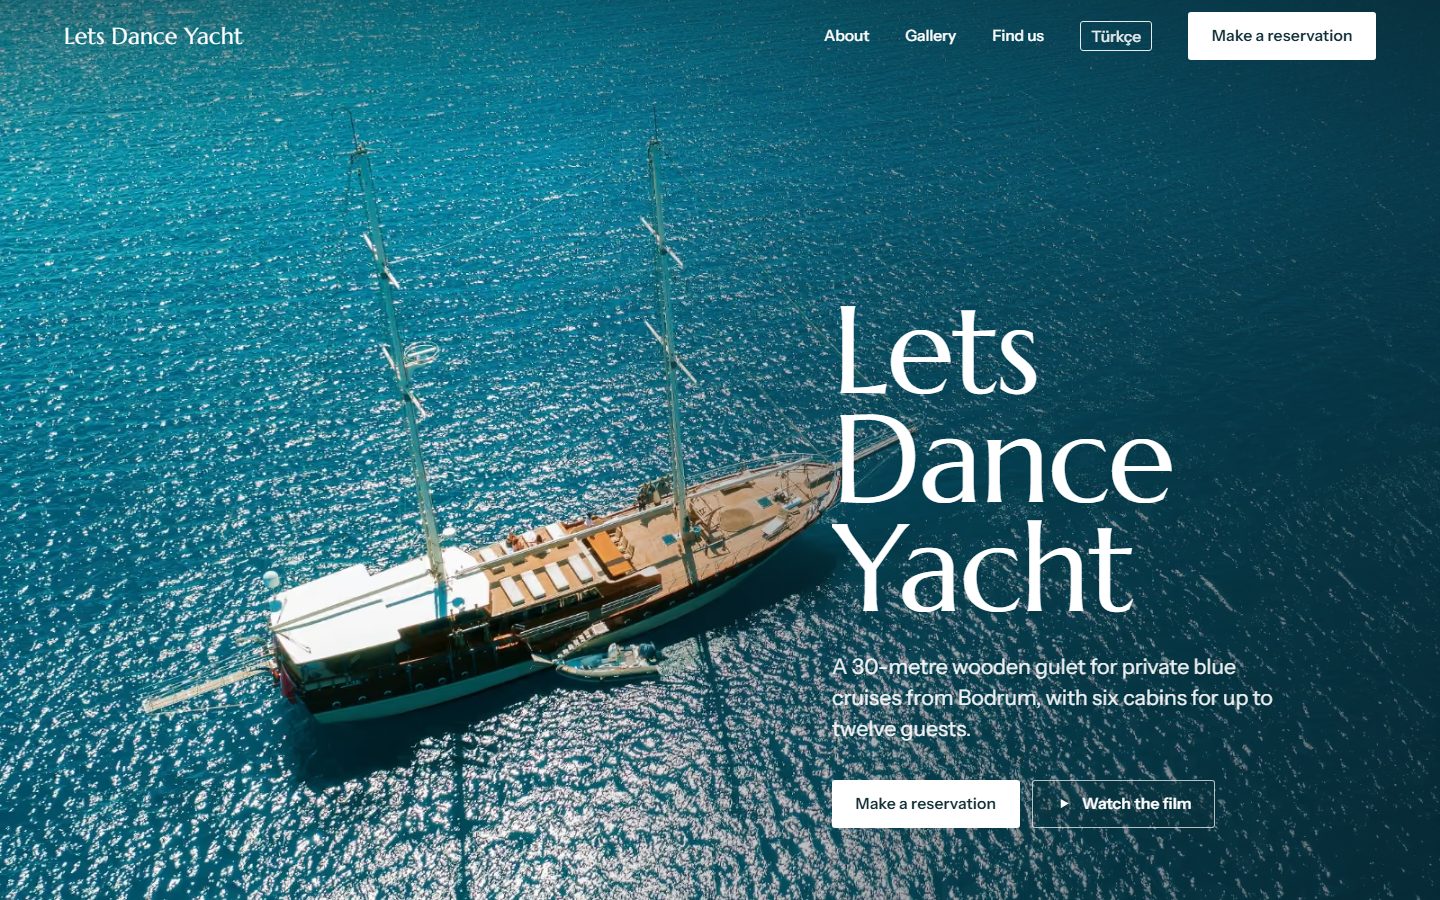 Lets Dance Yacht
About
Gallery
Find us
Türkçe
Make a reservation
Lets
Dance
Yacht
A 30-metre wooden gulet for private blue
cruises from Bodrum, with six cabins for up to
twelve guests.
Make a reservation
Watch the film